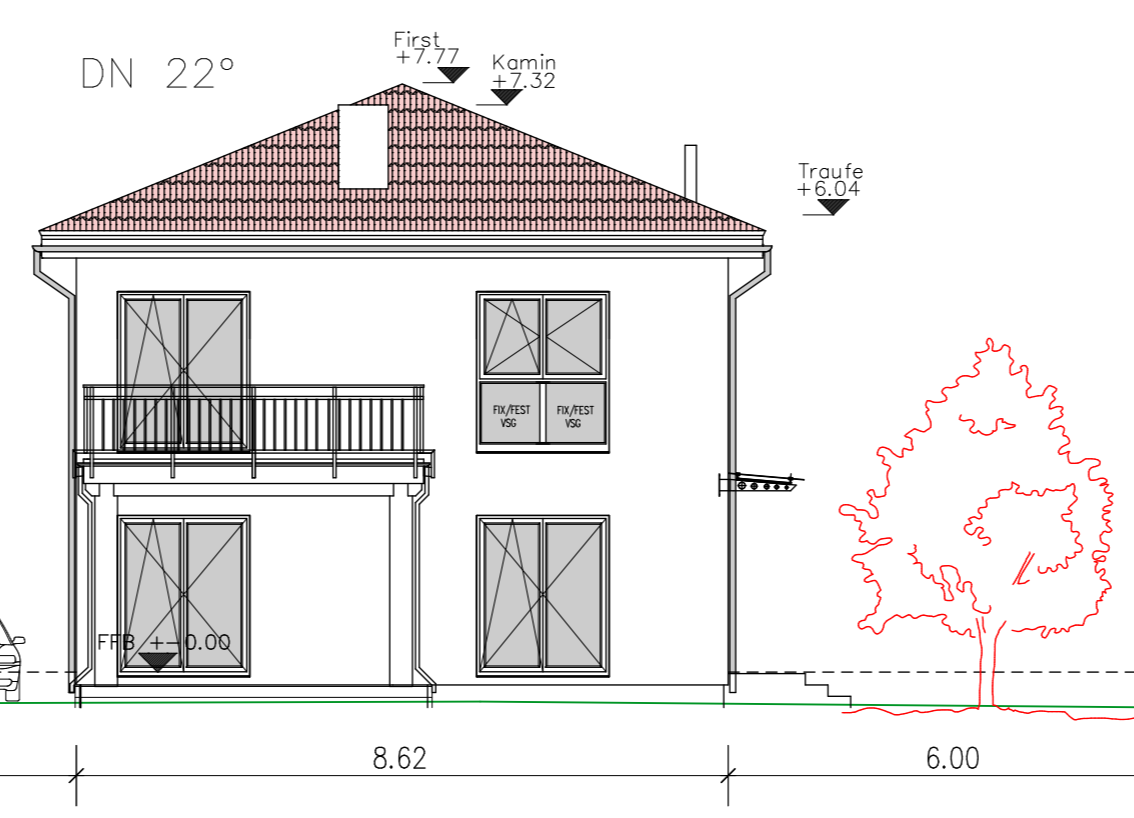 DN 22°
First
+7.77
Kamin
+7.32
Traufe
+6.04
FIX/FEST
VSG
FIX/FEST
VSG
FFB +-0.00
8.62
6.00